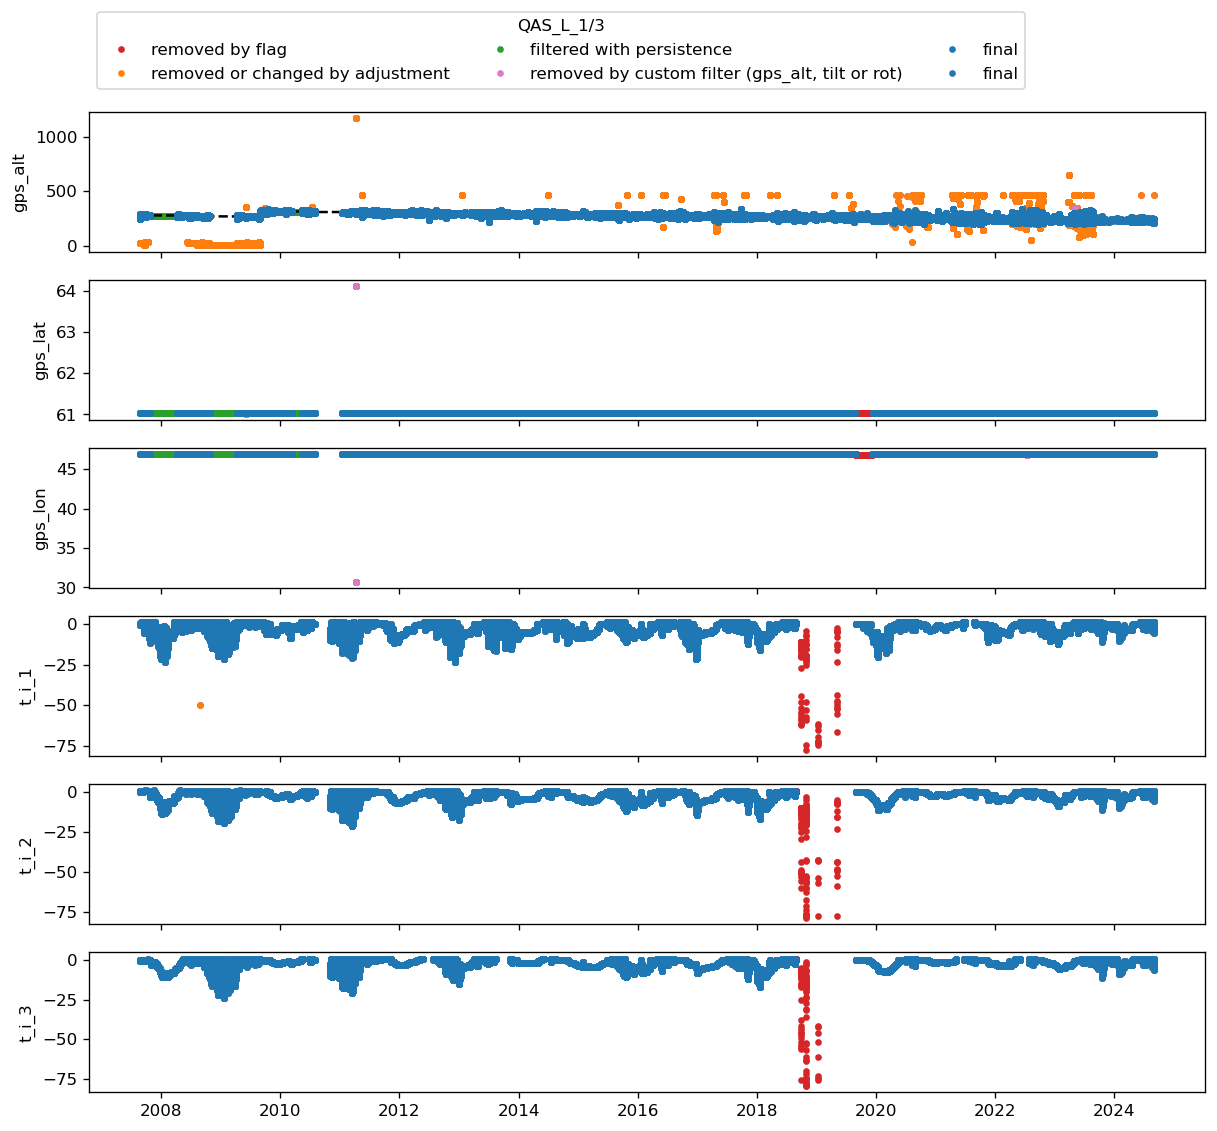 QAS_L_1/3
removed by flag
filtered with persistence
final
removed or changed by adjustment
removed by custom filter (gps_alt, tilt or rot)
final
gps_alt
1000
500
0
gps_lat
64
63
62
61
gps_lon
45
40
35
30
t_i_1
0
−25
−50
−75
t_i_2
0
−25
−50
−75
t_i_3
0
−25
−50
−75
2008 2010 2012 2014 2016 2018 2020 2022 2024